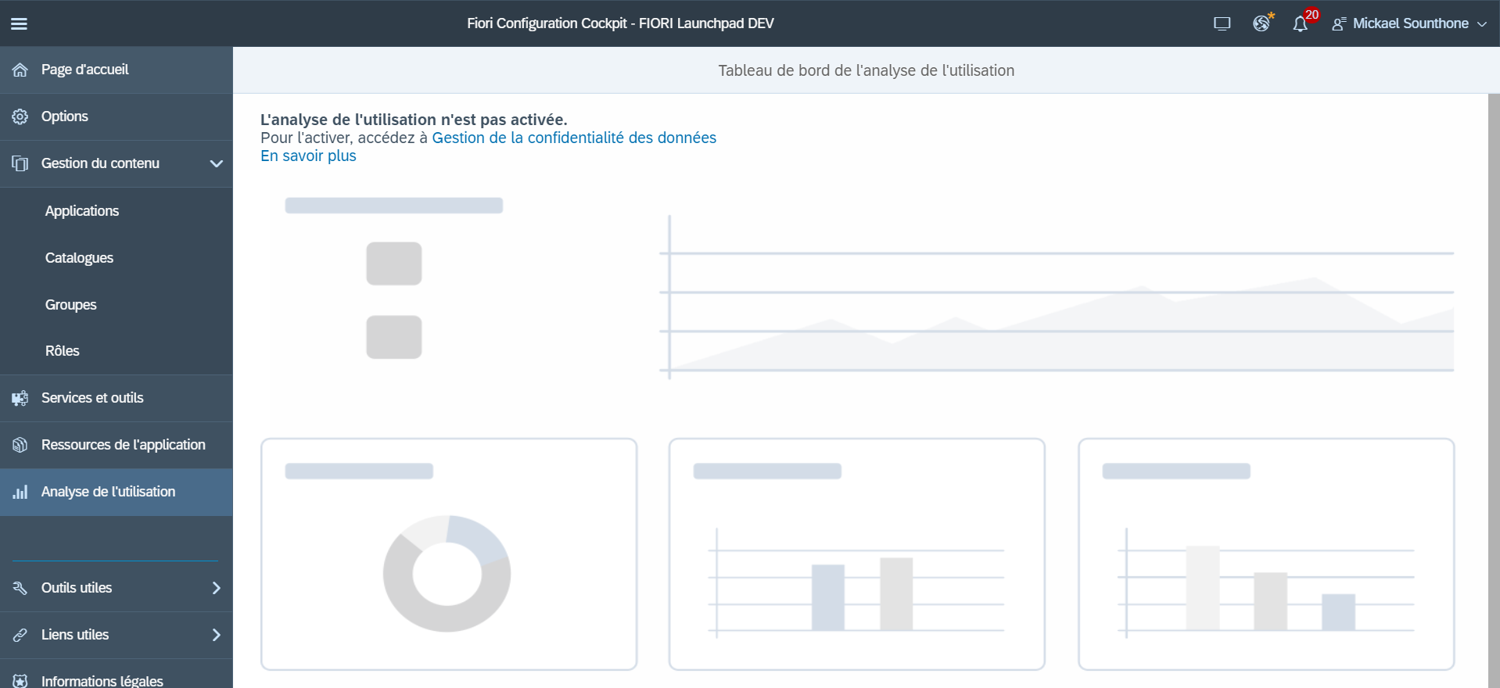 Fiori Configuration Cockpit - FIORI Launchpad DEV
20
Mickael Sounthone
Page d'accueil
Options
Gestion du contenu
Applications
Catalogues
Groupes
Rôles
Services et outils
Ressources de l'application
Analyse de l'utilisation
Outils utiles
Liens utiles
Informations légales
Tableau de bord de l'analyse de l'utilisation
L'analyse de l'utilisation n'est pas activée.
Pour l'activer, accédez à Gestion de la confidentialité des données
En savoir plus